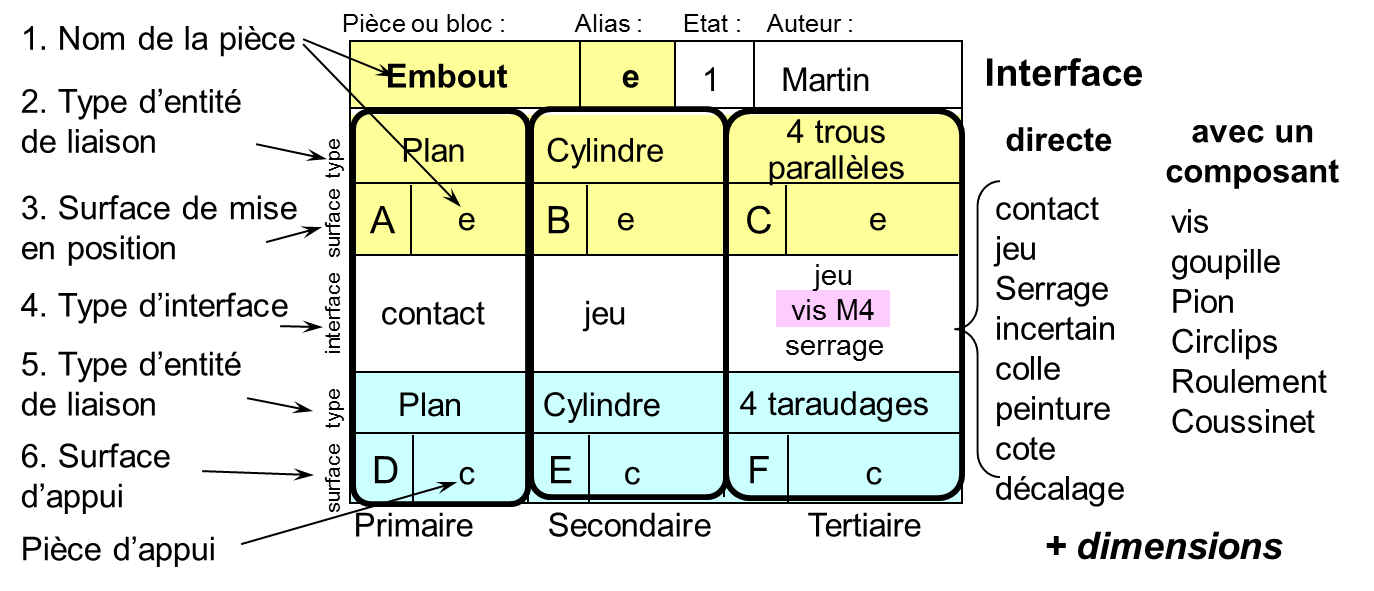 Pièce ou bloc : Alias : Etat : Auteur :
1. Nom de la pièce
Embout e 1 Martin
Interface
2. Type d'entité
de liaison
type
Plan Cylindre 4 trous
parallèles
directe avec un
composant
3. Surface de mise
en position
surface
A e B e C e
4. Type d'interface
interface
contact jeu jeu
vis M4
serrage
contact
jeu
Serrage
incertain
colle
peinture
cote
décalage
vis
goupille
Pion
Circlips
Roulement
Coussinet
5. Type d'entité
de liaison
type
Plan Cylindre 4 taraudages
6. Surface
d'appui
surface
D c E c F c
Pièce d'appui
Primaire Secondaire Tertiaire
+ dimensions